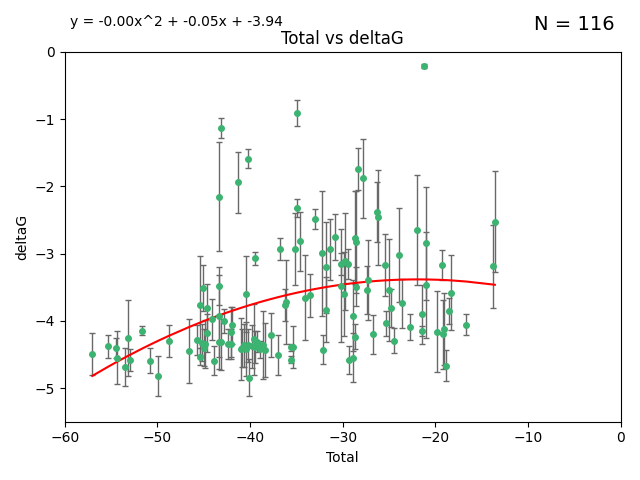 y = -0.00x^2 + -0.05x + -3.94
N = 116
Total vs deltaG
0
−1
−2
−3
−4
−5
deltaG
−60 −50 −40 −30 −20 −10 0
Total